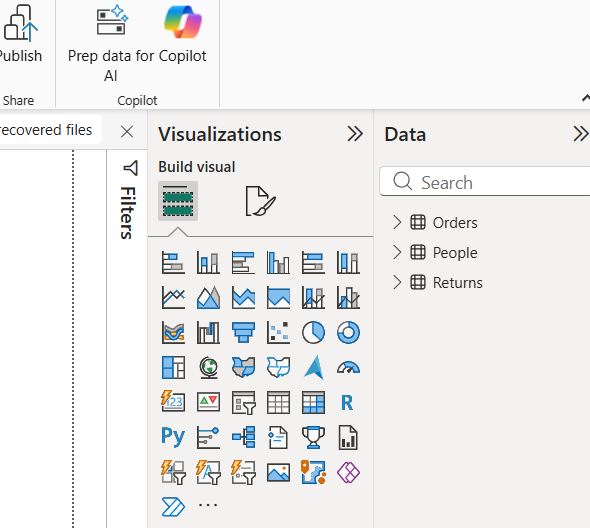 Publish
Prep data for
AI
Copilot
Share
Copilot
recovered files
Visualizations
Data
Build visual
Search
Filters
Orders
People
Returns
123
R
Py
A